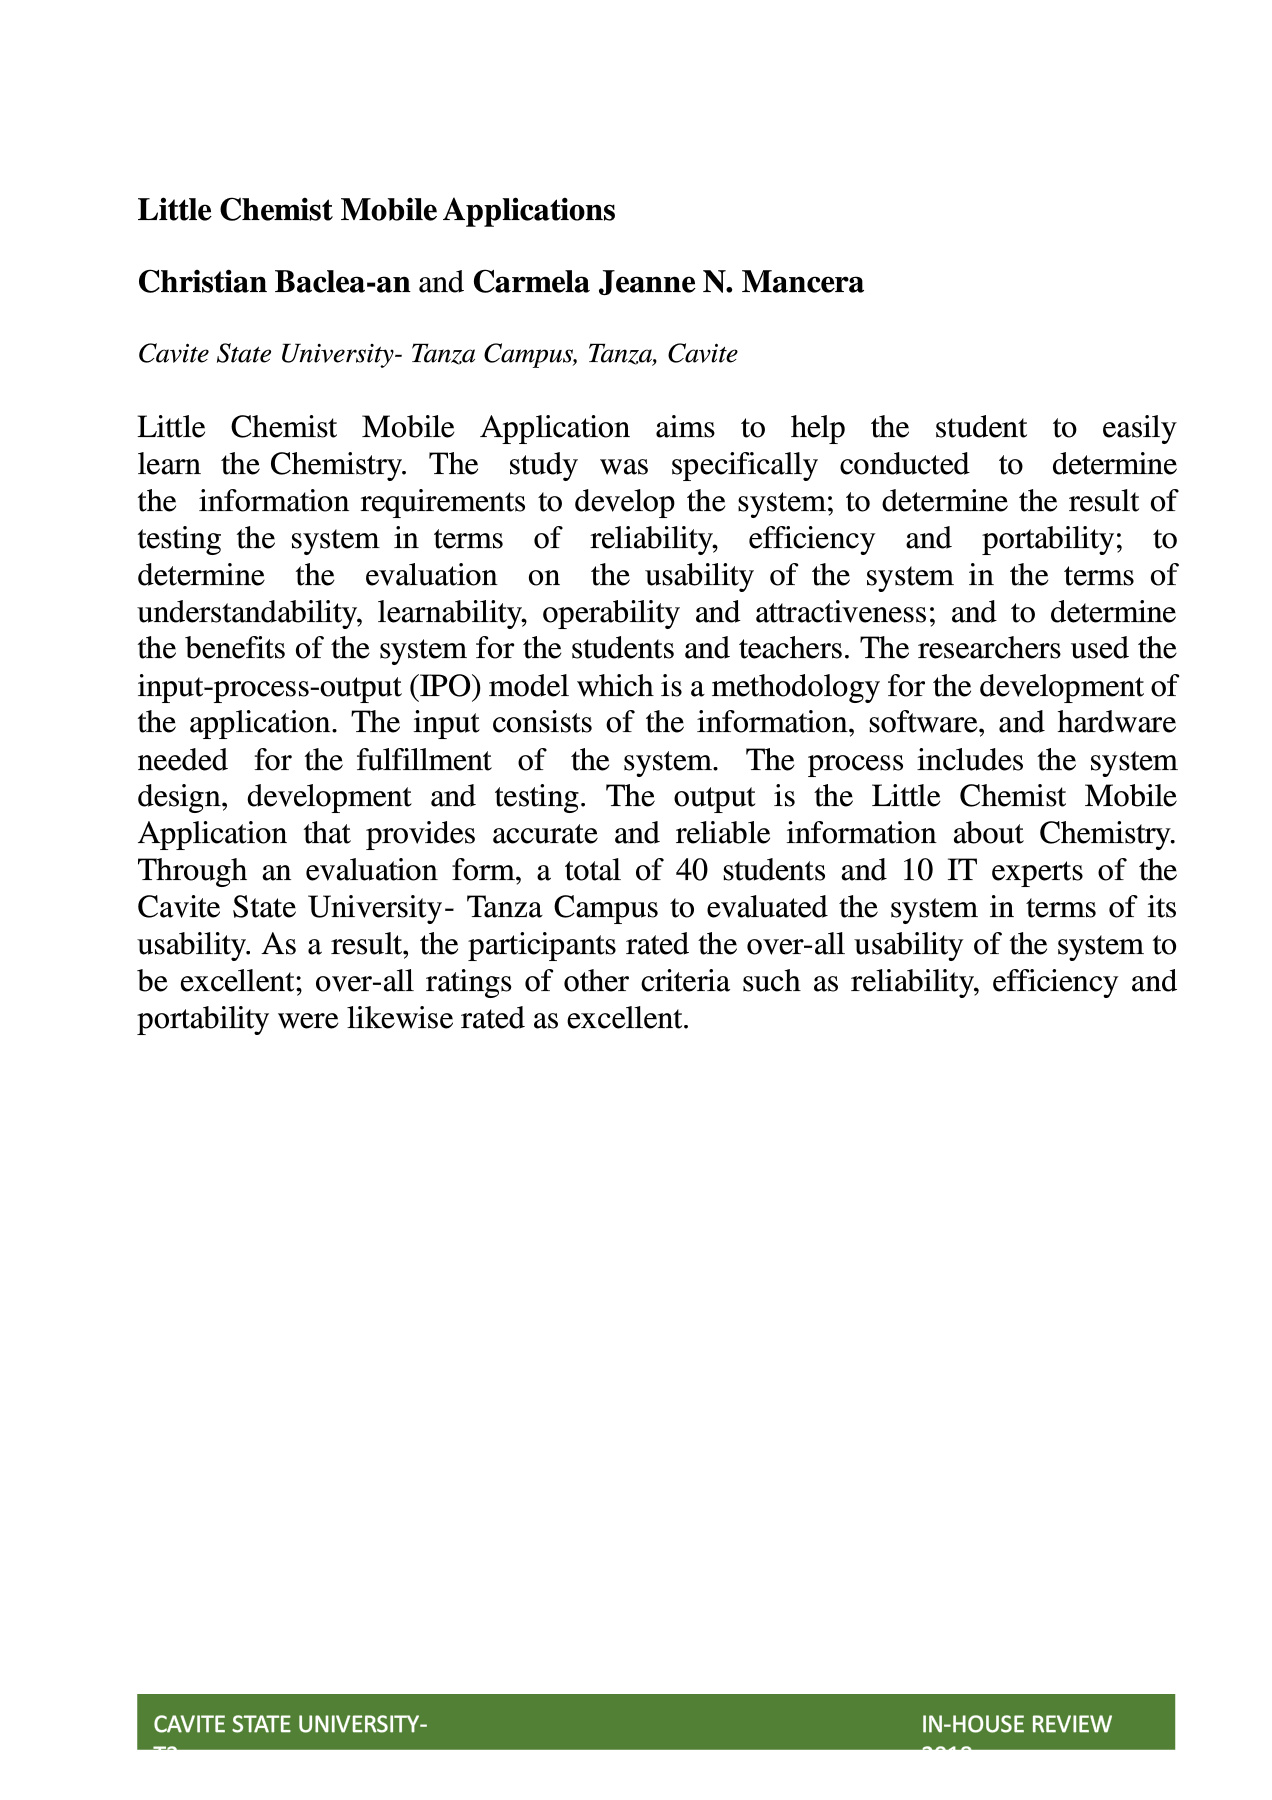 Little Chemist Mobile Applications
Christian Baclea-an and Carmela Jeanne N. Mancera
Cavite State University- Tanza Campus, Tanza, Cavite
Little Chemist Mobile Application aims to help the student to easily
learn the Chemistry. The study was specifically conducted to determine
the information requirements to develop the system; to determine the result of
testing the system in terms of reliability, efficiency and portability; to
determine the evaluation on the usability of the system in the terms of
understandability, learnability, operability and attractiveness; and to determine
the benefits of the system for the students and teachers. The researchers used the
input-process-output (IPO) model which is a methodology for the development of
the application. The input consists of the information, software, and hardware
needed for the fulfillment of the system. The process includes the system
design, development and testing. The output is the Little Chemist Mobile
Application that provides accurate and reliable information about Chemistry.
Through an evaluation form, a total of 40 students and 10 IT experts of the
Cavite State University- Tanza Campus to evaluated the system in terms of its
usability. As a result, the participants rated the over-all usability of the system to
be excellent; over-all ratings of other criteria such as reliability, efficiency and
portability were likewise rated as excellent.
CAVITE STATE UNIVERSITY-
IN-HOUSE REVIEW